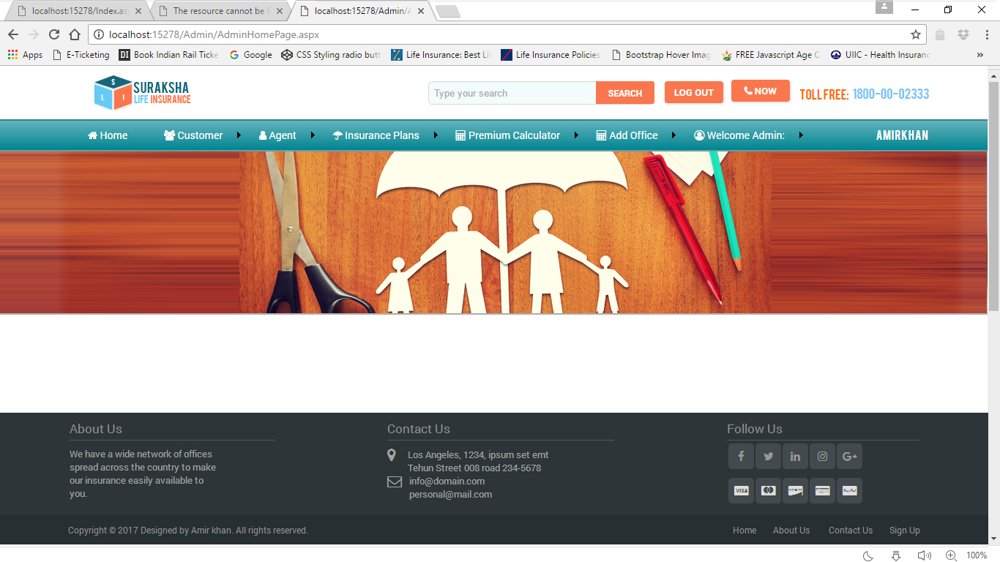 localhost:15278/Index.as
The resource cannot be f
localhost:15278/Admin/A
localhost:15278/Admin/AdminHomePage.aspx
Apps E-Ticketing DI Book Indian Rail Ticke G Google CSS Styling radio butt Life Insurance: Best Lif Life Insurance Policies Bootstrap Hover Imag FREE Javascript Age C UIIC - Health Insuranc »
S L I
SURAKSHA
LIFE INSURANCE
Type your search SEARCH LOG OUT NOW TOLL FREE: 1800-00-02333
Home Customer Agent Insurance Plans Premium Calculator Add Office Welcome Admin: AMIRKHAN
About Us
We have a wide network of offices
spread across the country to make
our insurance easily available to
you.
Contact Us
Los Angeles, 1234, ipsum set emt
Tehun Street 008 road 234-5678
info@domain.com
personal@mail.com
Follow Us
VISA PayPal
Copyright © 2017 Designed by Amir khan. All rights reserved.
Home About Us Contact Us Sign Up
100%